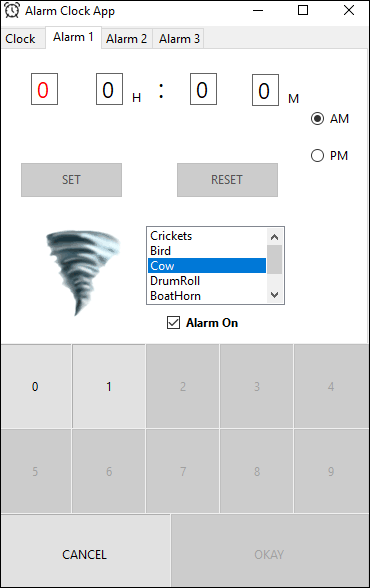 Alarm Clock App
Clock Alarm 1 Alarm 2 Alarm 3
0 0 H : 0 0 M
AM
PM
SET RESET
Crickets
Bird
Cow
DrumRoll
BoatHorn
Alarm On
0 1 2 3 4
5 6 7 8 9
CANCEL OKAY